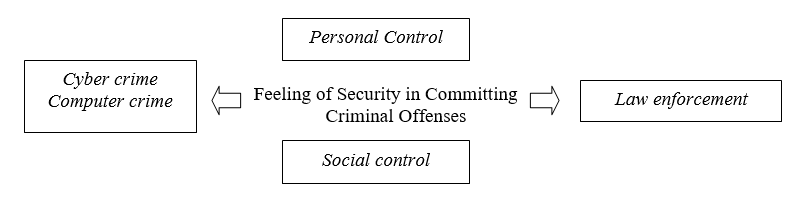 Personal Control
Cyber crime
Computer crime
Feeling of Security in Committing
Criminal Offenses
Law enforcement
Social control